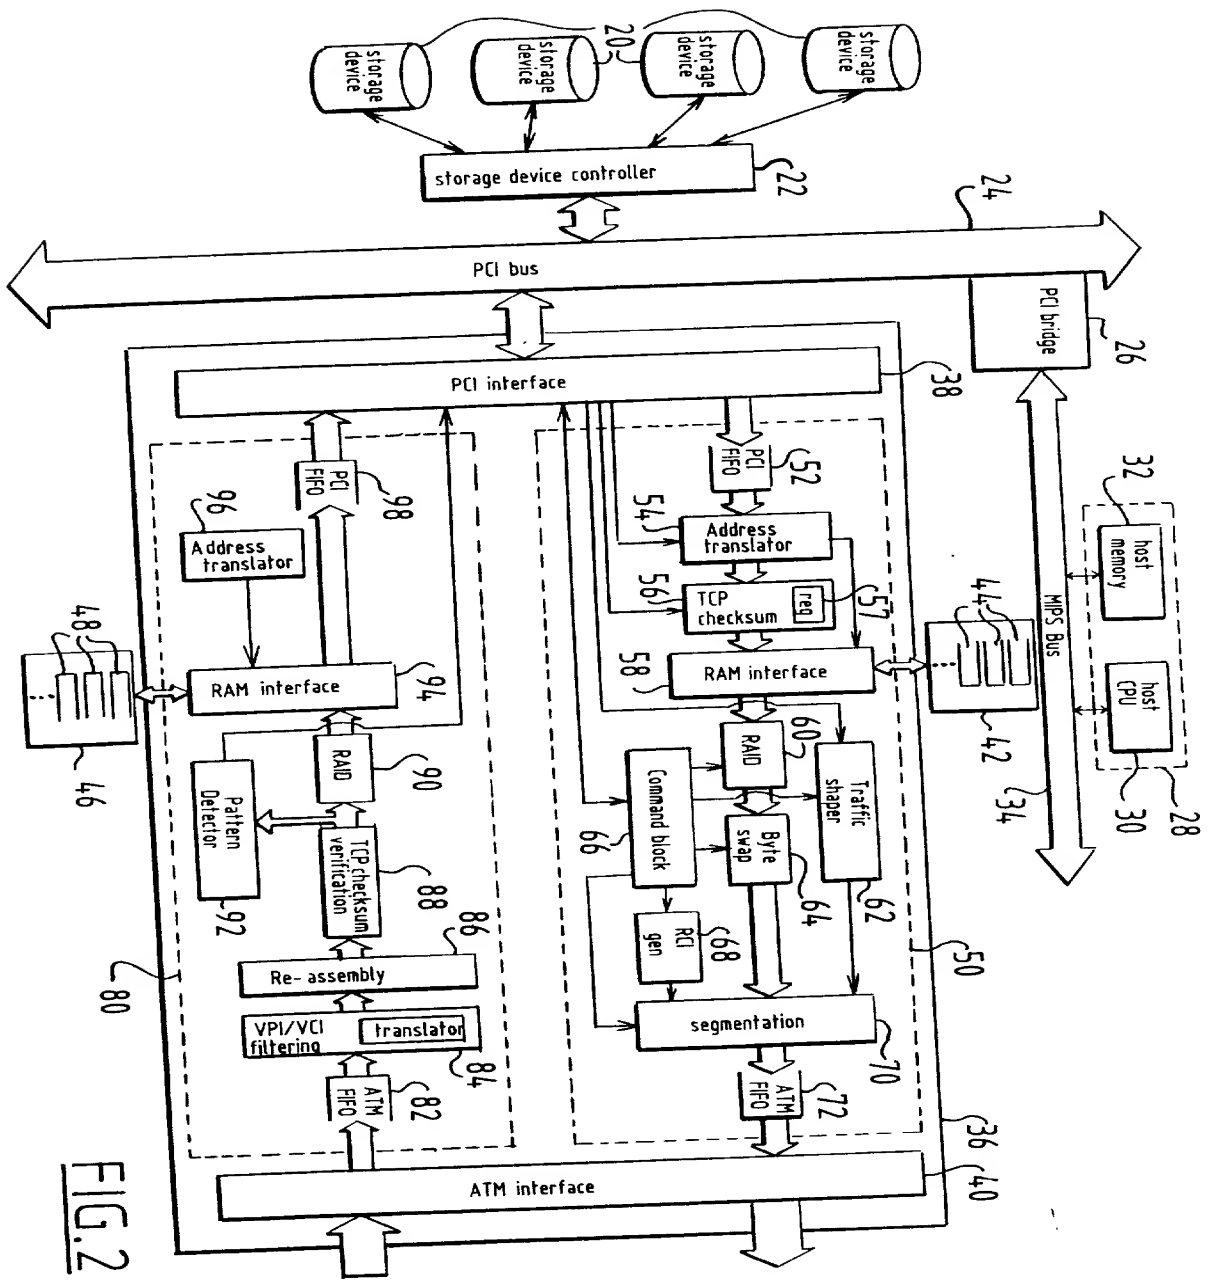 storage
device
storage
device
storage
device
storage
device
20
storage device controller
22
24
PCI bus
PCI bridge
26
PCI interface
38
32
host
memory
host
CPU
30
28
MIPS Bus
34
44
42
PCI
FIFO
52
54
Address
translator
56
TCP
checksum
req
57
58
RAM interface
60
RAID
Traffic
shaper
62
Command block
66
Byte
swap
64
RCI
gen
68
segmentation
70
ATM
FIFO
72
50
36
PCI
FIFO
98
96
Address
translator
48
46
RAM interface
94
RAID
90
Pattern
Detector
92
TCP checksum
verification
88
86
Re- assembly
VPI/VCI
filtering
translator
84
ATM
FIFO
82
80
ATM interface
40
FIG.2